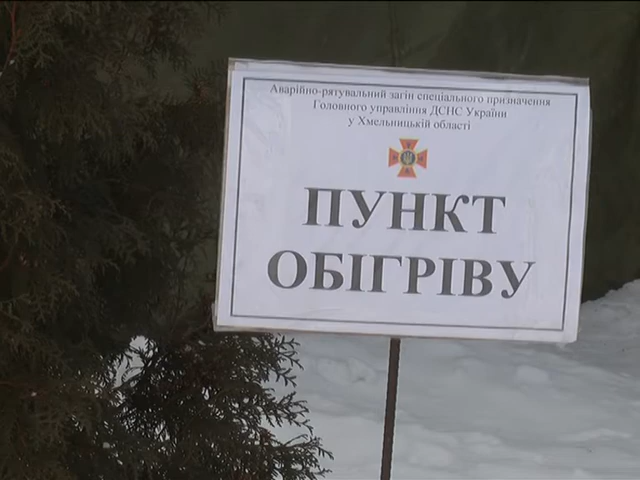 Аварійно-рятувальний загін спеціального призначення
Головного управління ДСНС України
у Хмельницькій області
ПУНКТ
ОБІГРІВУ